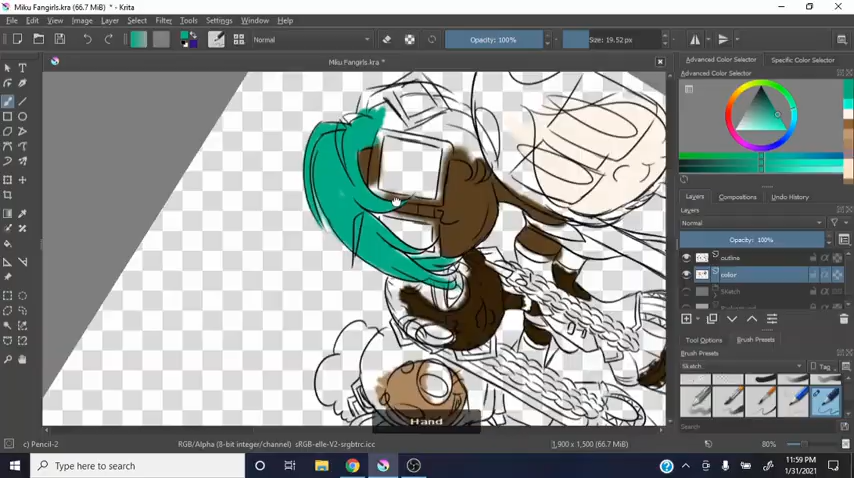 Miku Fangirls.kra (66.7 MiB) * - Krita
File Edit View Image Layer Select Filter Tools Settings Window Help
Normal Opacity: 100% Size: 19.52 px
Miku Fangirls.kra *
Advanced Color Selector Specific Color Selector
Advanced Color Selector
Layers Compositions Undo History
Layers
Normal
Opacity: 100%
outline
color
Sketch
Tool Options Brush Presets
Brush Presets
Sketch Tag
Hand
Search
c) Pencil-2 RGB/Alpha (8-bit integer/channel) sRGB-elle-V2-srgbtrc.icc 1,900 x 1,500 (66.7 MiB) 80%
Type here to search
11:59 PM
1/31/2021